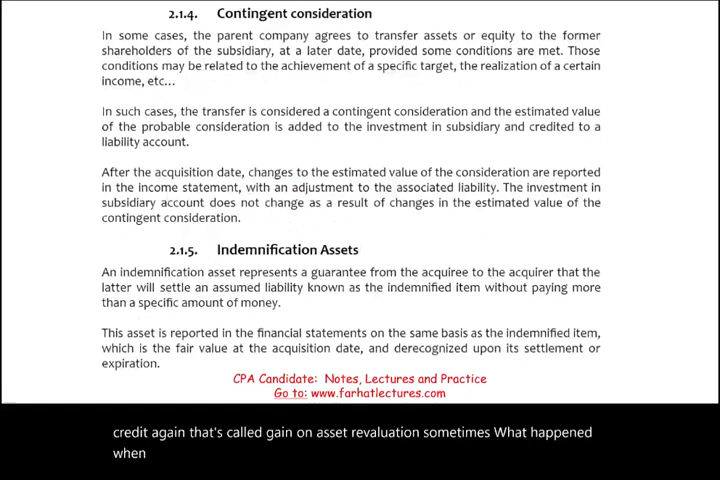 2.1.4. Contingent consideration
In some cases, the parent company agrees to transfer assets or equity to the former
shareholders of the subsidiary, at a later date, provided some conditions are met. Those
conditions may be related to the achievement of a specific target, the realization of a certain
income, etc...
In such cases, the transfer is considered a contingent consideration and the estimated value
of the probable consideration is added to the investment in subsidiary and credited to a
liability account.
After the acquisition date, changes to the estimated value of the consideration are reported
in the income statement, with an adjustment to the associated liability. The investment in
subsidiary account does not change as a result of changes in the estimated value of the
contingent consideration.
2.1.5. Indemnification Assets
An indemnification asset represents a guarantee from the acquiree to the acquirer that the
latter will settle an assumed liability known as the indemnified item without paying more
than a specific amount of money.
This asset is reported in the financial statements on the same basis as the indemnified item,
which is the fair value at the acquisition date, and derecognized upon its settlement or
expiration.
CPA Candidate: Notes, Lectures and Practice
Go to: www.farhatlectures.com
credit again that's called gain on asset revaluation sometimes What happened
when